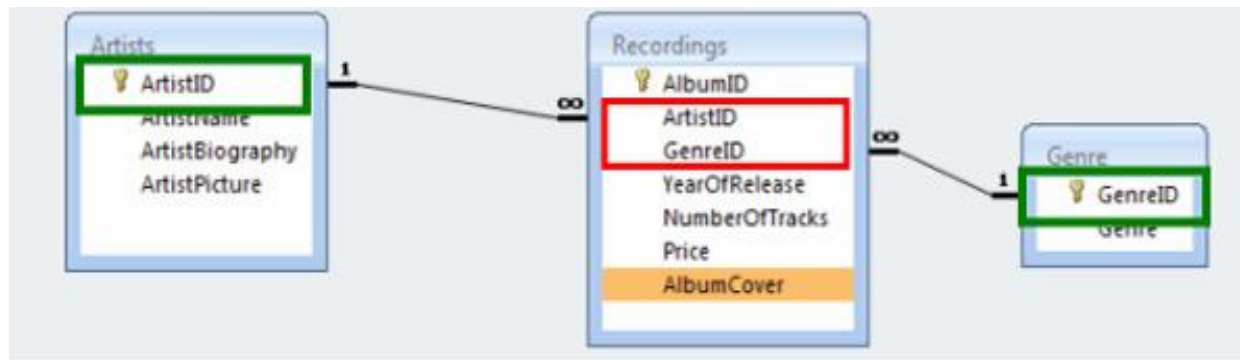 Artists
ArtistID
ArtistName
ArtistBiography
ArtistPicture
1
∞
Recordings
AlbumID
ArtistID
GenreID
YearOfRelease
NumberOfTracks
Price
AlbumCover
∞
1
Genre
GenreID
Genre